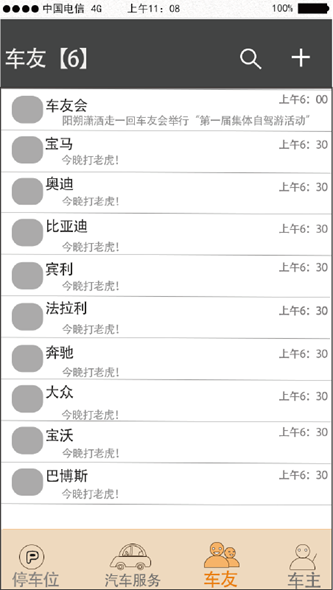 中国电信 4G 上午11：08 100%
车友【6】
车友会 上午6：00
阳朔潇洒走一回车友会举行“第一届集体自驾游活动”
宝马 上午6：30
今晚打老虎！
奥迪 上午6：30
今晚打老虎！
比亚迪 上午6：30
今晚打老虎！
宾利 上午6：30
今晚打老虎！
法拉利 上午6：30
今晚打老虎！
奔驰 上午6：30
今晚打老虎！
大众 上午6：30
今晚打老虎！
宝沃 上午6：30
今晚打老虎！
巴博斯 上午6：30
今晚打老虎！
P
停车位 汽车服务 车友 车主